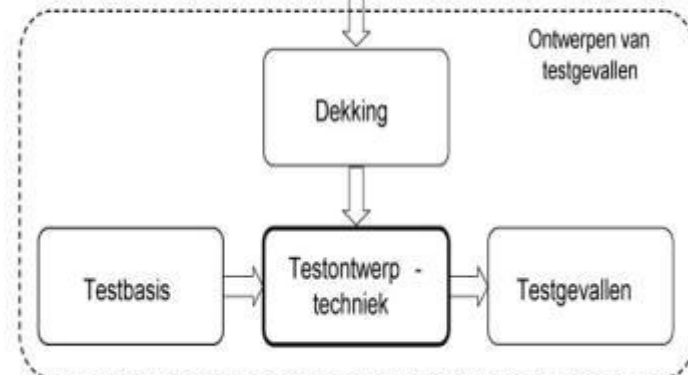 Ontwerpen van
testgevallen
Dekking
Testbasis
Testontwerp -
techniek
Testgevallen